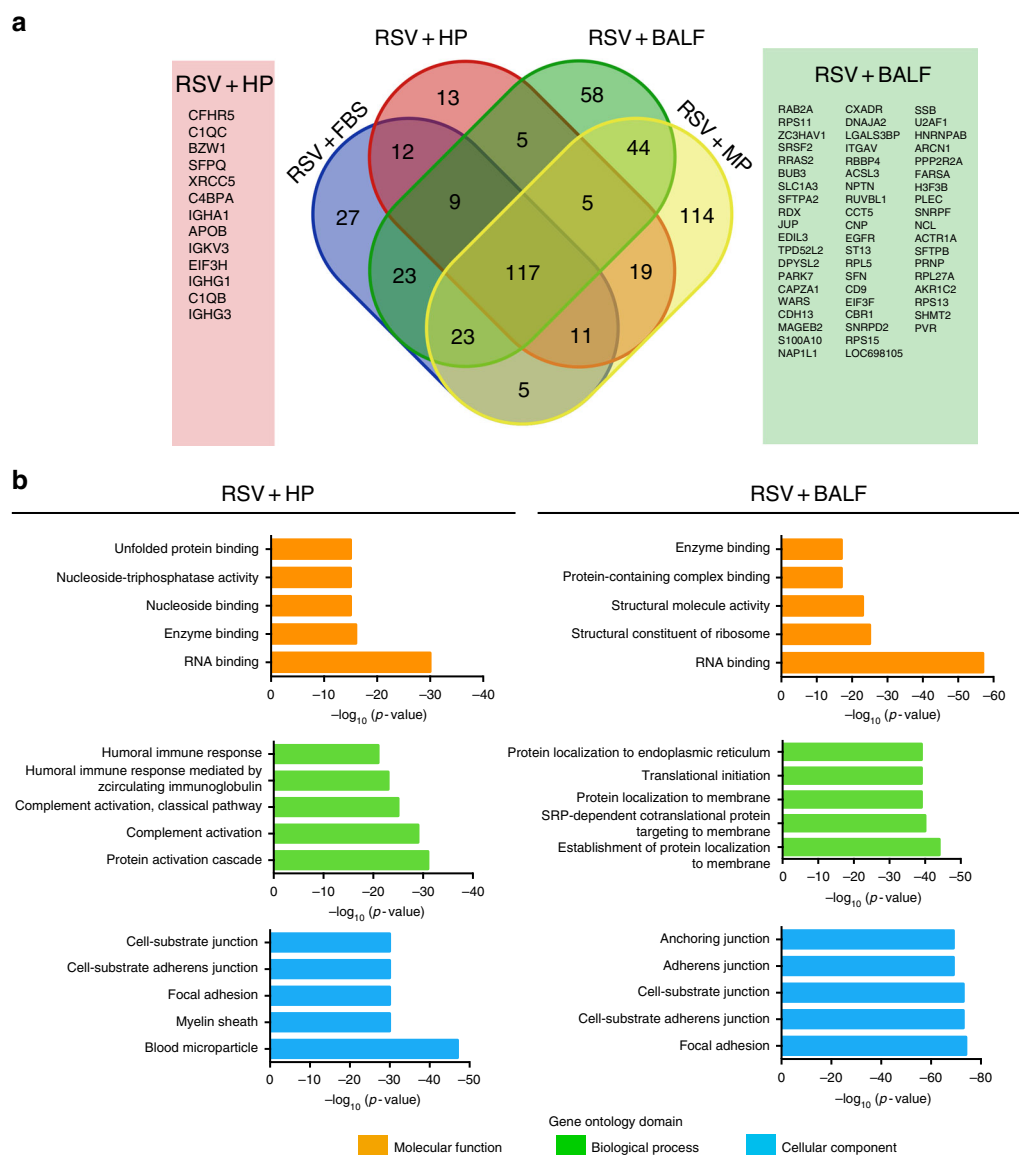 a
RSV + HP
RSV + BALF
RSV + FBS
RSV + MP
13
58
12
5
44
27
9
5
114
23
117
19
23
11
5
RSV + HP
CFHR5
C1QC
BZW1
SFPQ
XRCC5
C4BPA
IGHA1
APOB
IGKV3
EIF3H
IGHG1
C1QB
IGHG3
RSV + BALF
RAB2A
RPS11
ZC3HAV1
SRSF2
RRAS2
BUB3
SLC1A3
SFTPA2
RDX
JUP
EDIL3
TPD52L2
DPYSL2
PARK7
CAPZA1
WARS
CDH13
MAGEB2
S100A10
NAP1L1
CXADR
DNAJA2
LGALS3BP
ITGAV
RBBP4
ACSL3
NPTN
RUVBL1
CCT5
CNP
EGFR
ST13
RPL5
SFN
CD9
EIF3F
CBR1
SNRPD2
RPS15
LOC698105
SSB
U2AF1
HNRNPAB
ARCN1
PPP2R2A
FARSA
H3F3B
PLEC
SNRPF
NCL
ACTR1A
SFTPB
PRNP
RPL27A
AKR1C2
RPS13
SHMT2
PVR
b
RSV + HP
Unfolded protein binding
Nucleoside-triphosphatase activity
Nucleoside binding
Enzyme binding
RNA binding
0 −10 −20 −30 −40
−log10 (p-value)
Humoral immune response
Humoral immune response mediated by
zcirculating immunoglobulin
Complement activation, classical pathway
Complement activation
Protein activation cascade
0 −10 −20 −30 −40
−log10 (p-value)
Cell-substrate junction
Cell-substrate adherens junction
Focal adhesion
Myelin sheath
Blood microparticle
0 −10 −20 −30 −40 −50
−log10 (p-value)
RSV + BALF
Enzyme binding
Protein-containing complex binding
Structural molecule activity
Structural constituent of ribosome
RNA binding
0 −10 −20 −30 −40 −50 −60
−log10 (p-value)
Protein localization to endoplasmic reticulum
Translational initiation
Protein localization to membrane
SRP-dependent cotranslational protein
targeting to membrane
Establishment of protein localization
to membrane
0 −10 −20 −30 −40 −50
−log10 (p-value)
Anchoring junction
Adherens junction
Cell-substrate junction
Cell-substrate adherens junction
Focal adhesion
0 −20 −40 −60 −80
−log10 (p-value)
Gene ontology domain
Molecular function
Biological process
Cellular component